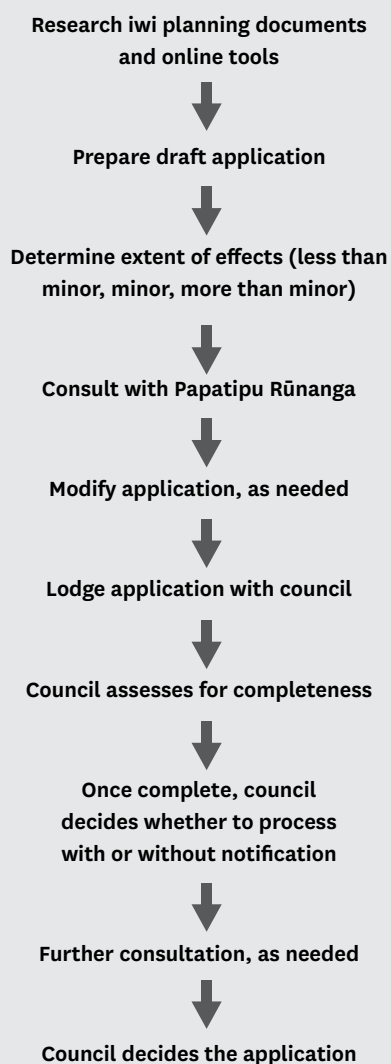 Research iwi planning documents
and online tools
Prepare draft application
Determine extent of effects (less than
minor, minor, more than minor)
Consult with Papatipu Rūnanga
Modify application, as needed
Lodge application with council
Council assesses for completeness
Once complete, council
decides whether to process
with or without notification
Further consultation, as needed
Council decides the application